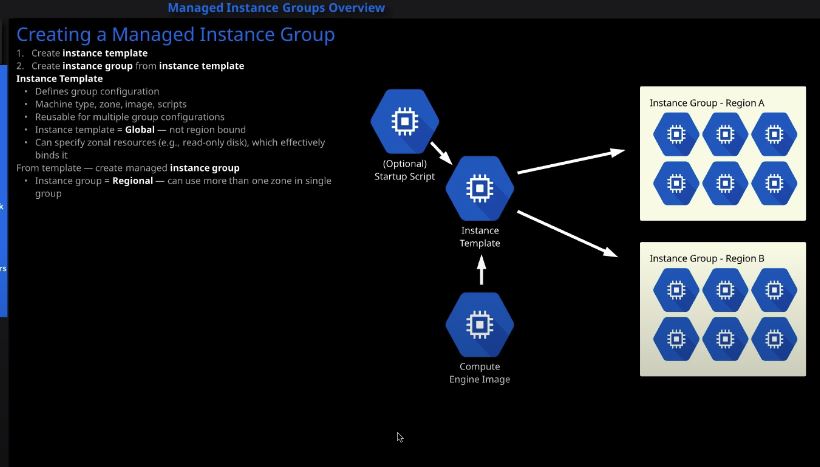 Managed Instance Groups Overview
Creating a Managed Instance Group
1. Create instance template
2. Create instance group from instance template
Instance Template
• Defines group configuration
• Machine type, zone, image, scripts
• Reusable for multiple group configurations
• Instance template = Global — not region bound
• Can specify zonal resources (e.g., read-only disk), which effectively
binds it
From template — create managed instance group
• Instance group = Regional — can use more than one zone in single
group
(Optional)
Startup Script
Instance
Template
Compute
Engine Image
Instance Group - Region A
Instance Group - Region B
k
rs